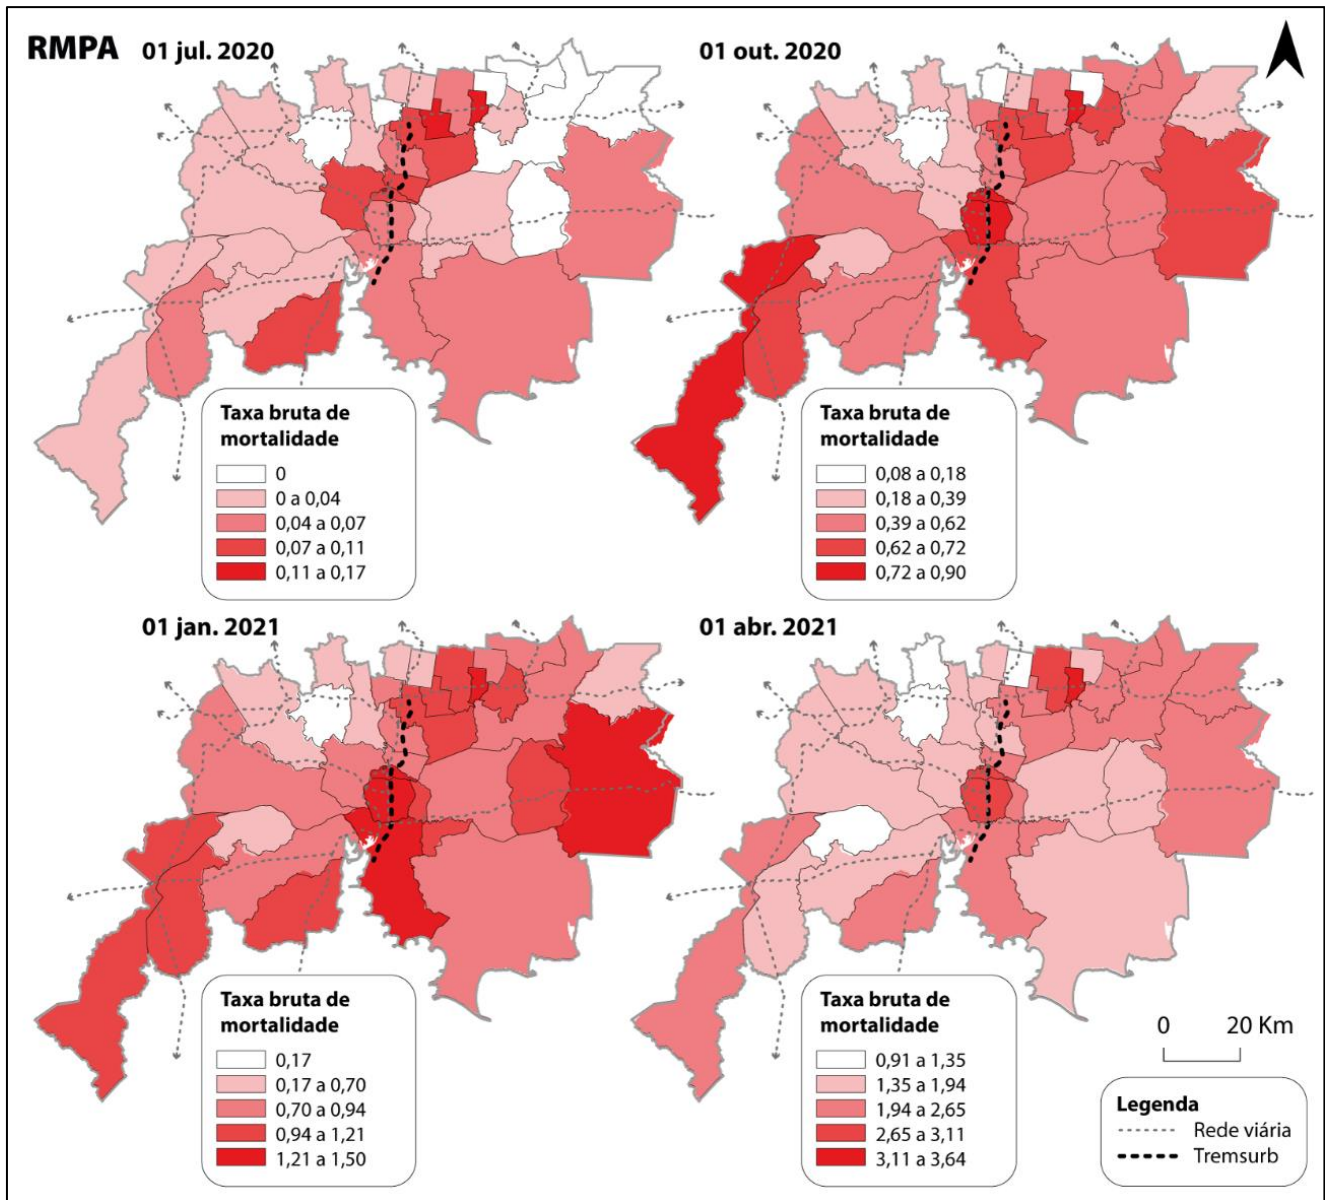 RMPA
01 jul. 2020
Taxa bruta de
mortalidade
0
0 a 0,04
0,04 a 0,07
0,07 a 0,11
0,11 a 0,17
01 out. 2020
Taxa bruta de
mortalidade
0,08 a 0,18
0,18 a 0,39
0,39 a 0,62
0,62 a 0,72
0,72 a 0,90
01 jan. 2021
Taxa bruta de
mortalidade
0,17
0,17 a 0,70
0,70 a 0,94
0,94 a 1,21
1,21 a 1,50
01 abr. 2021
Taxa bruta de
mortalidade
0,91 a 1,35
1,35 a 1,94
1,94 a 2,65
2,65 a 3,11
3,11 a 3,64
0 20 Km
Legenda
Rede viária
Tremsurb